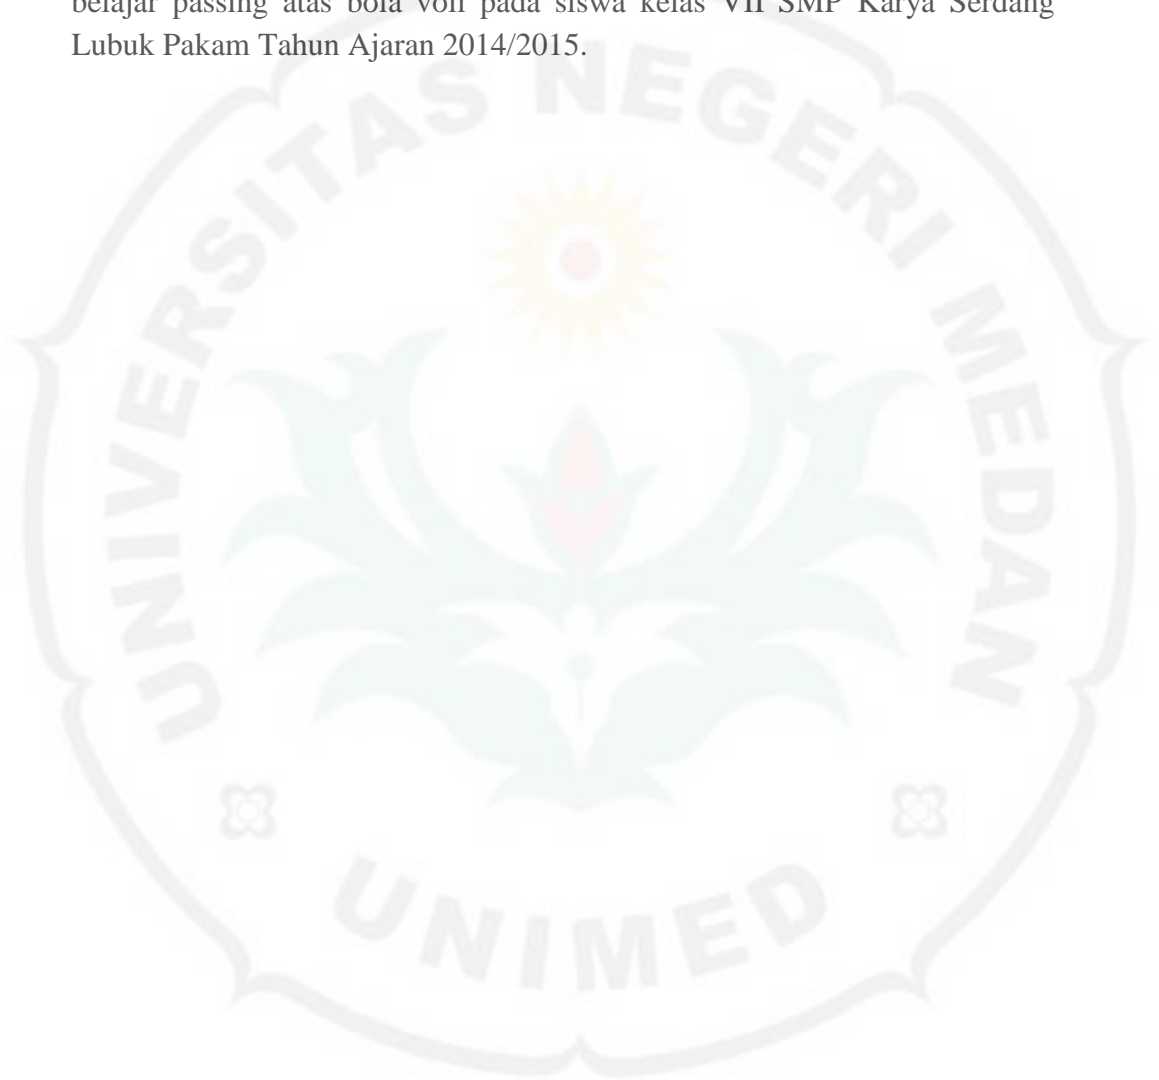 belajar passing atas bola voli pada siswa kelas VII SMP Karya Serdang
Lubuk Pakam Tahun Ajaran 2014/2015.
UNIVERSITAS NEGERI MEDAN
UNIMED